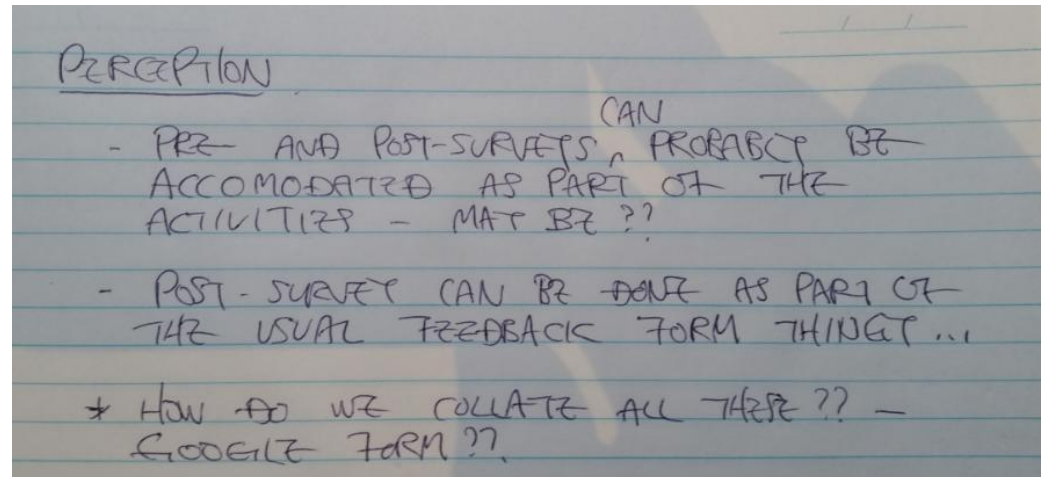 PERCEPTION
- PRE- AND POST-SURVEYS ^CAN PROBABLY BE
ACCOMODATED AS PART OF THE
ACTIVITIES - MAY BE ??
- POST-SURVEY CAN BE DONE AS PART OF
THE USUAL FEEDBACK FORM THINGY ...
* HOW DO WE COLLATE ALL THESE ?? -
GOOGLE FORM ??